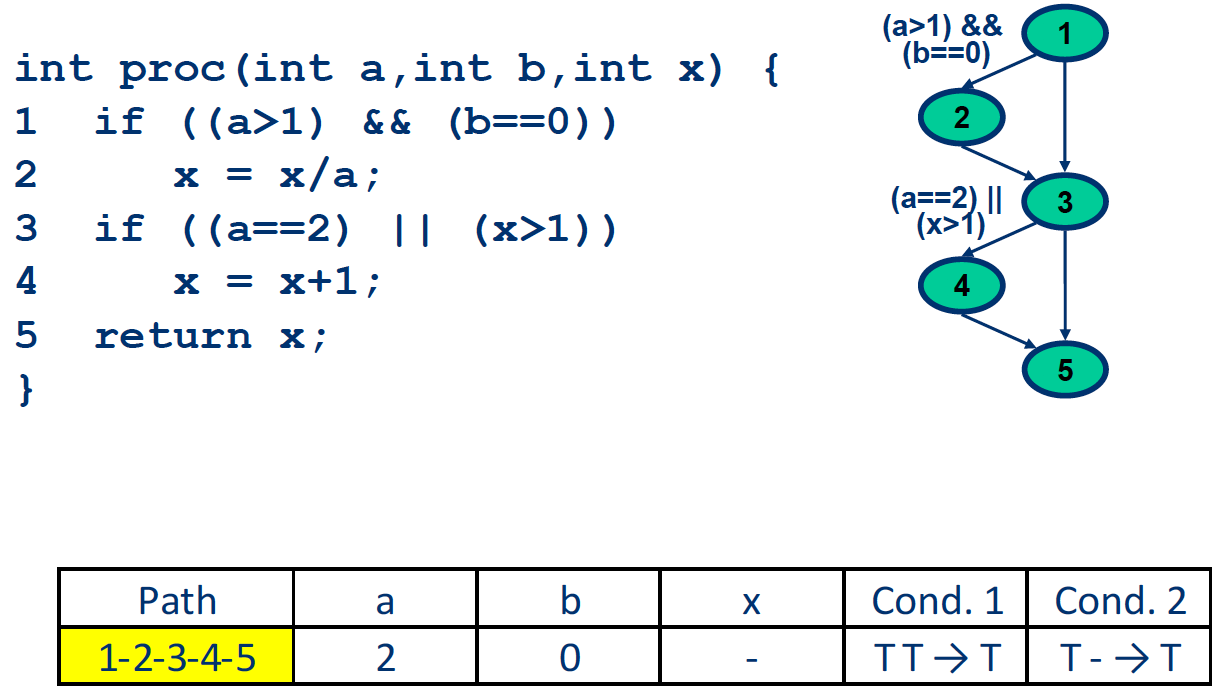 int proc(int a,int b,int x) {
1 if ((a>1) && (b==0))
2 x = x/a;
3 if ((a==2) || (x>1))
4 x = x+1;
5 return x;
}
(a>1) &&
(b==0)
1
2
(a==2) ||
(x>1)
3
4
5
Path a b x Cond. 1 Cond. 2
1-2-3-4-5 2 0 - T T → T T - → T